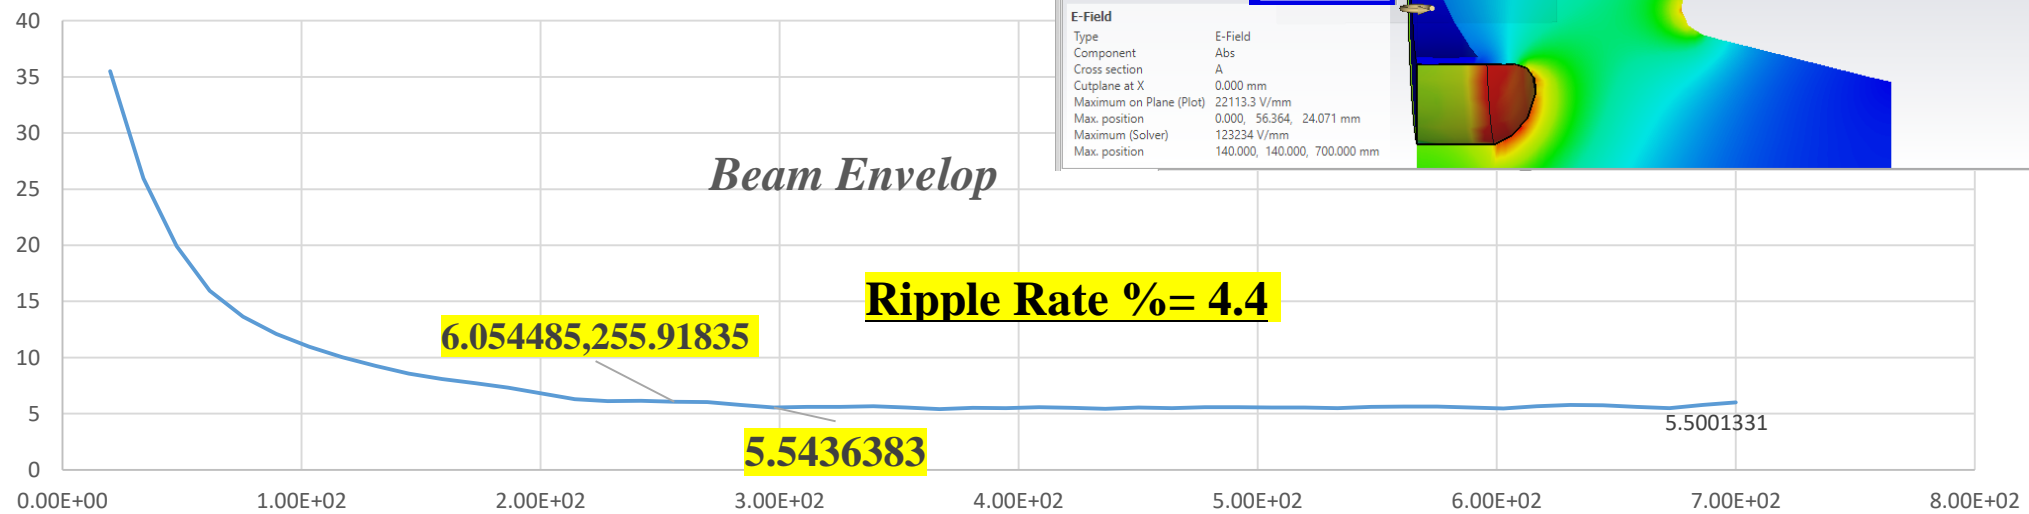 40
35
30
25
20
15
10
5
0
E-Field
Type E-Field
Component Abs
Cross section A
Cutplane at X 0.000 mm
Maximum on Plane (Plot) 22113.3 V/mm
Max. position 0.000, 56.364, 24.071 mm
Maximum (Solver) 123234 V/mm
Max. position 140.000, 140.000, 700.000 mm
Beam Envelop
Ripple Rate %= 4.4
6.054485,255.91835
5.5436383
5.5001331
0.00E+00 1.00E+02 2.00E+02 3.00E+02 4.00E+02 5.00E+02 6.00E+02 7.00E+02 8.00E+02